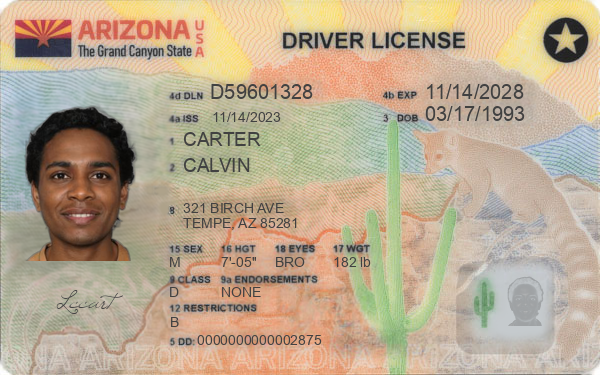 ARIZONA USA
The Grand Canyon State
DRIVER LICENSE
4d DLN D59601328 4b EXP 11/14/2028
4a ISS 11/14/2023 3 DOB 03/17/1993
1 CARTER
2 CALVIN
8 321 BIRCH AVE
TEMPE, AZ 85281
15 SEX 16 HGT 18 EYES 17 WGT
M 7'-05" BRO 182 lb
9 CLASS 9a ENDORSEMENTS
D NONE
12 RESTRICTIONS
B
5 DD: 0000000000002875
ARIZONA ARIZONA ARIZONA